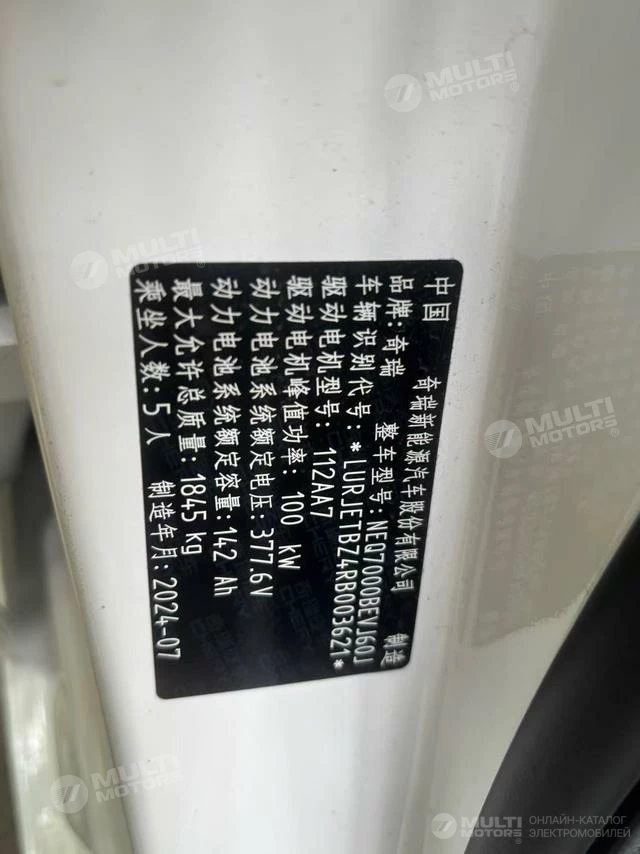 中国 奇瑞新能源汽车股份有限公司 制造
品牌:奇瑞 整车型号:NEQ7000BEVJ60J
车辆识别代号:*LURJETBZ4RB003621*
驱动电机型号:112AA7
驱动电机峰值功率:100 kW
动力电池系统额定电压:377.6V
动力电池系统额定容量:142 Ah
最大允许总质量:1845 kg
乘坐人数:5人 制造年月:2024-07
MULTI MOTORS
MULTI MOTORS
MULTI MOTORS
MULTI MOTORS
MULTI MOTORS ОНЛАЙН-КАТАЛОГ
ЭЛЕКТРОМОБИЛЕЙ